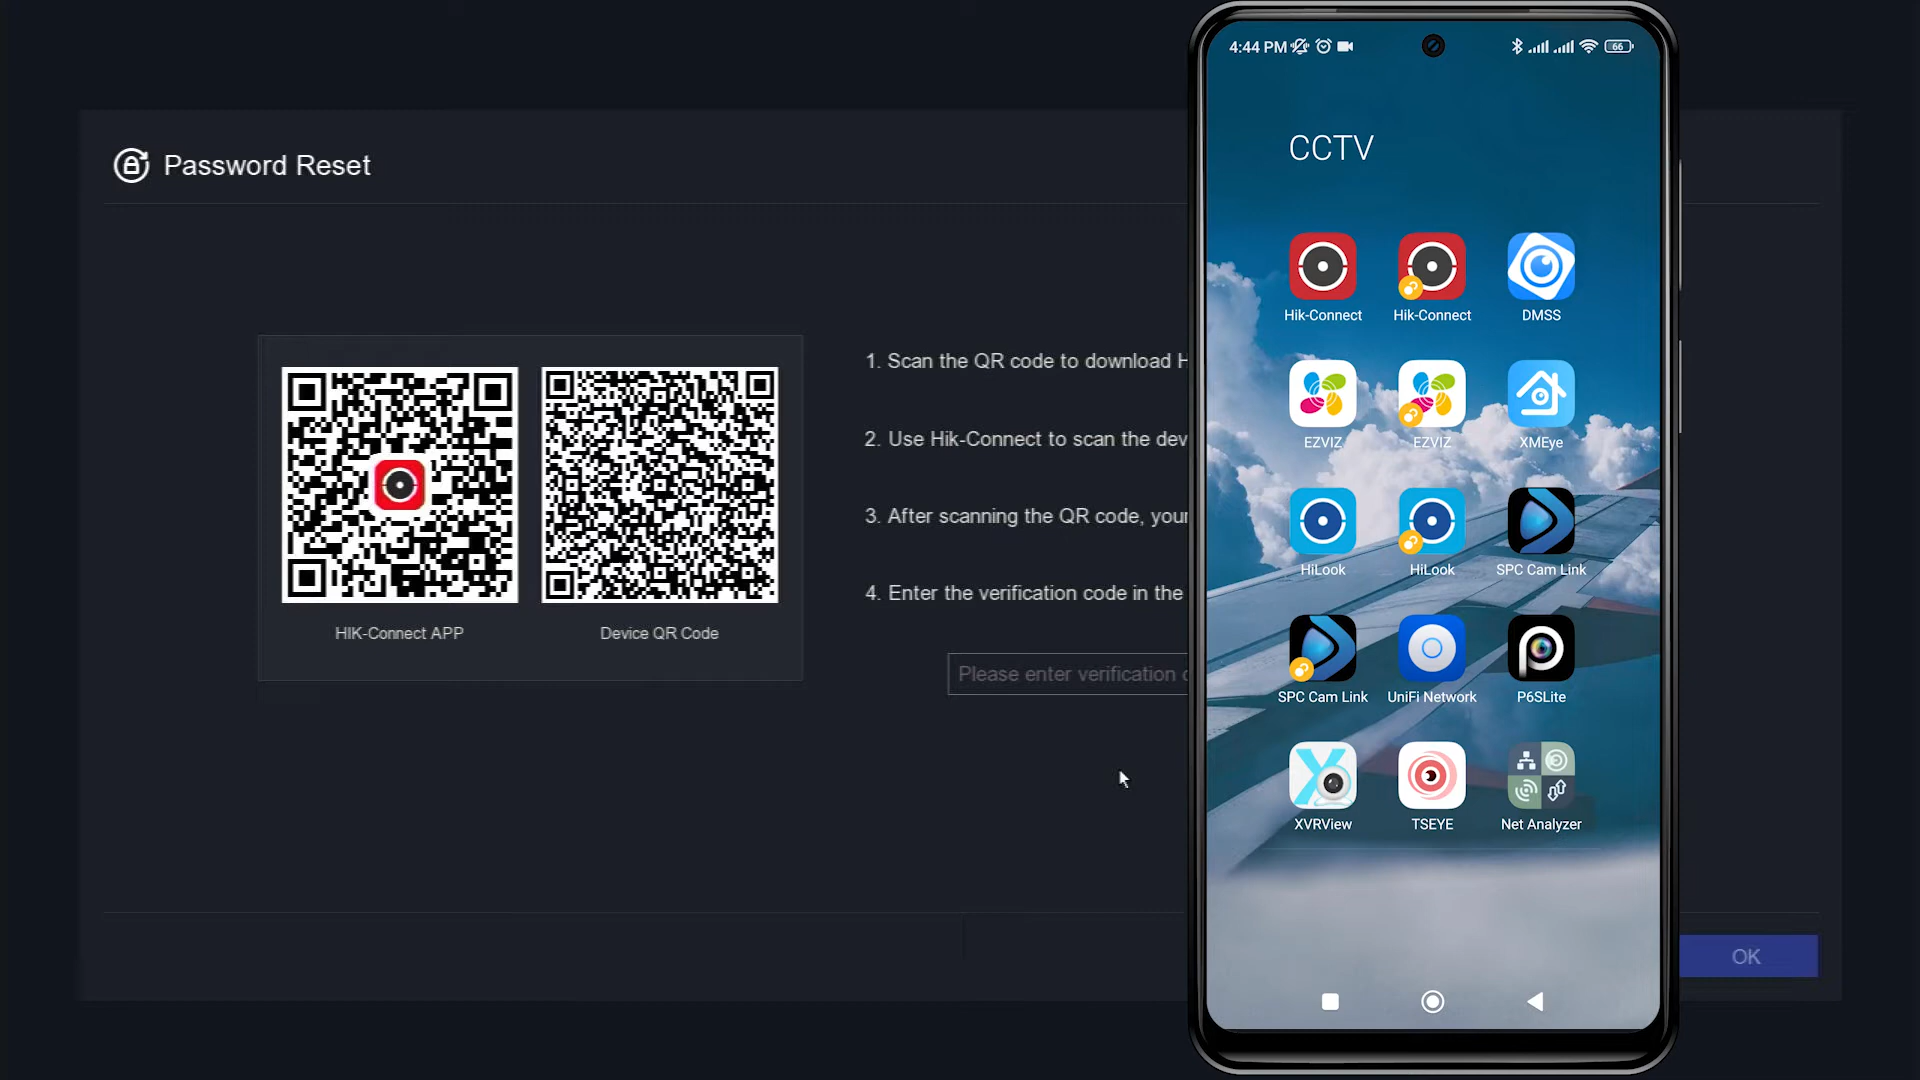 Password Reset
HIK-Connect APP
Device QR Code
1. Scan the QR code to download H
2. Use Hik-Connect to scan the dev
3. After scanning the QR code, your
4. Enter the verification code in the
Please enter verification c
OK
4:44 PM
66
CCTV
Hik-Connect
Hik-Connect
DMSS
EZVIZ
EZVIZ
XMEye
HiLook
HiLook
SPC Cam Link
SPC Cam Link
UniFi Network
P6SLite
XVRView
TSEYE
Net Analyzer